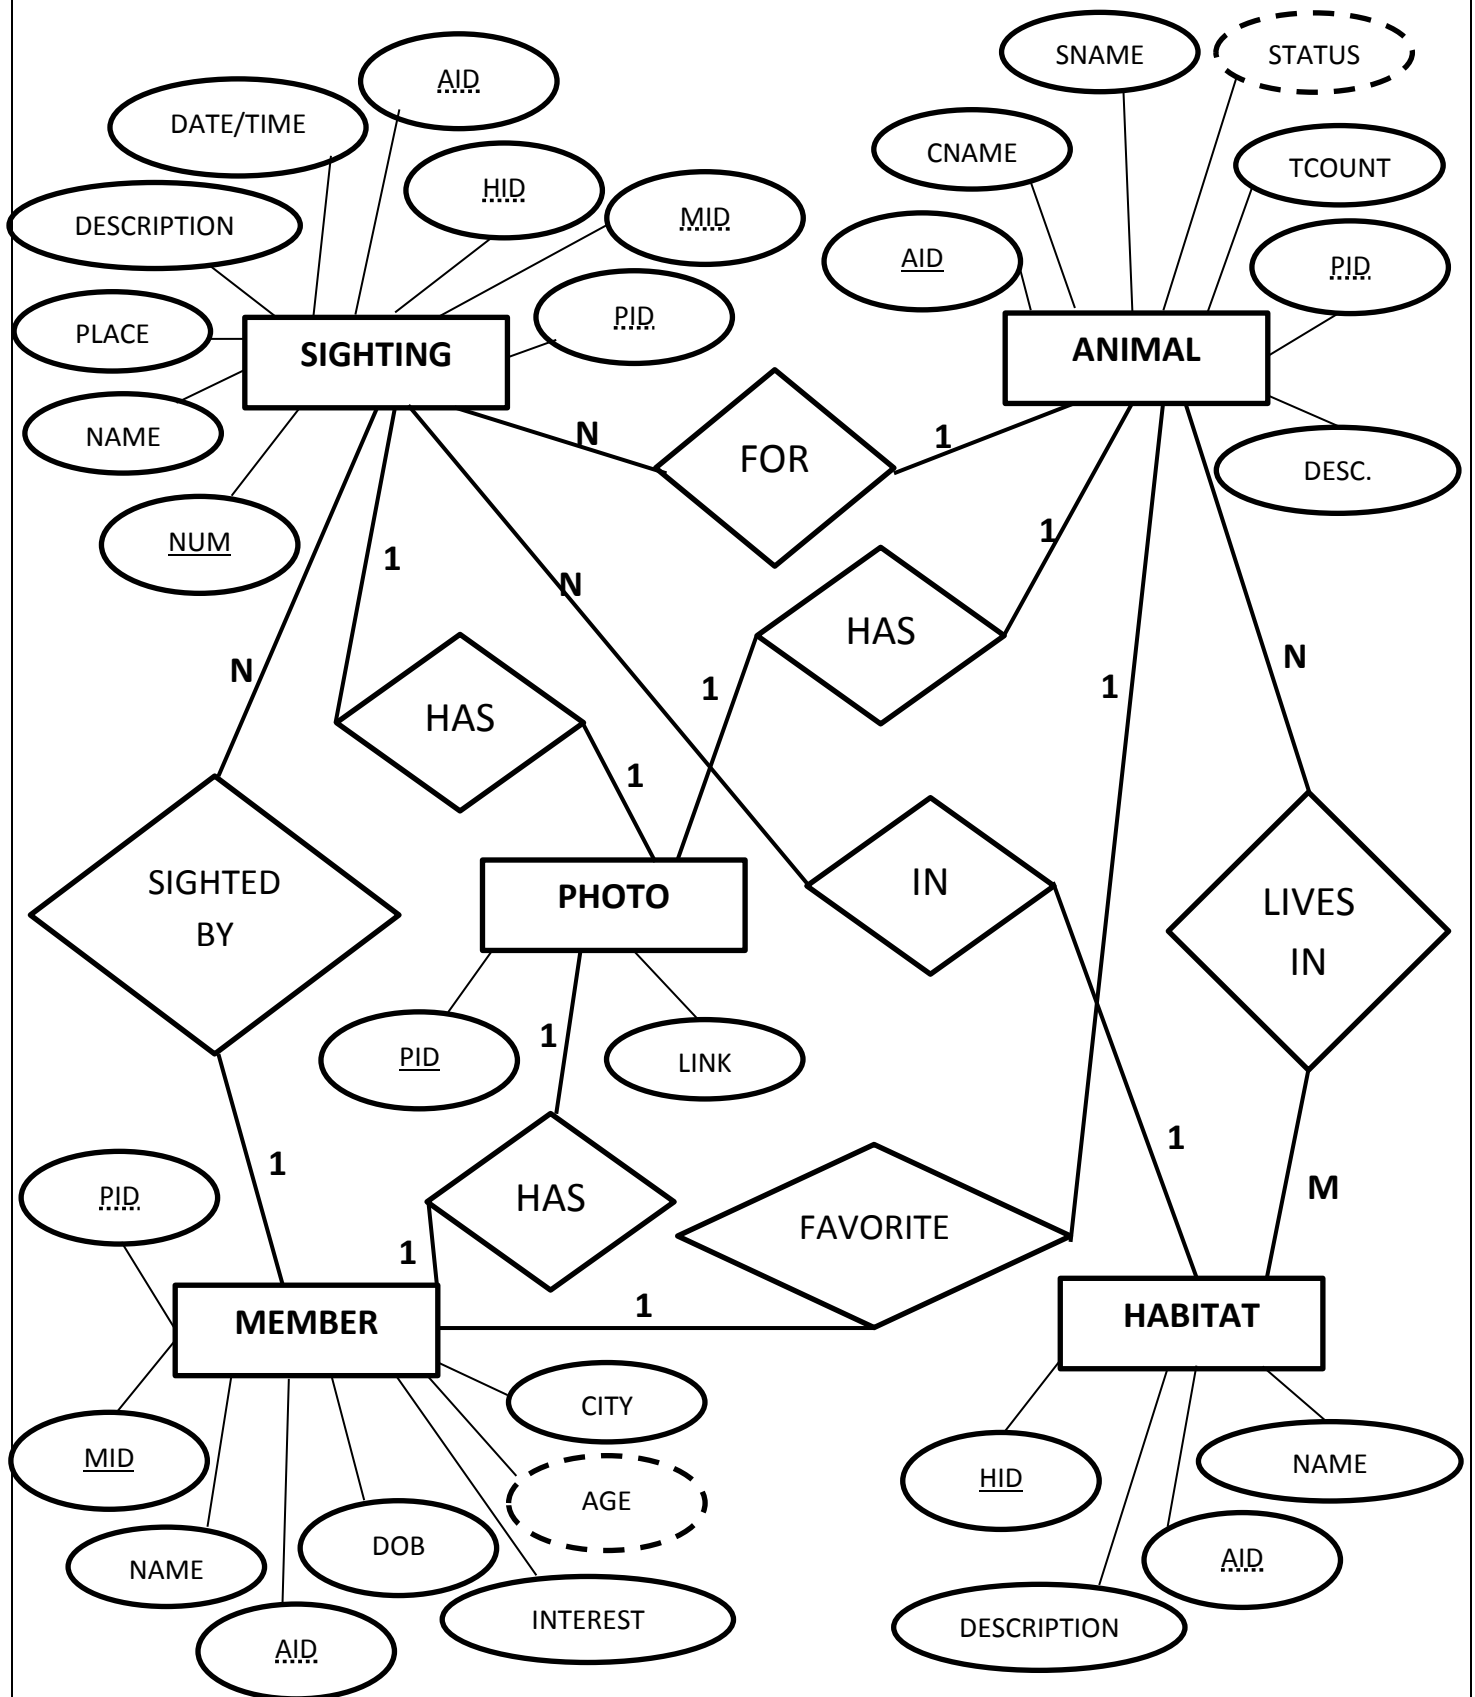 SNAME
STATUS
AID
DATE/TIME
CNAME
TCOUNT
HID
MID
DESCRIPTION
AID
PID
PID
PLACE
SIGHTING
ANIMAL
NAME
N
FOR
1
DESC.
NUM
1
N
1
HAS
N
1
1
N
HAS
1
SIGHTED
BY
PHOTO
IN
LIVES
IN
PID
1
LINK
1
1
M
PID
HAS
FAVORITE
1
1
MEMBER
HABITAT
CITY
MID
AGE
HID
NAME
NAME
DOB
AID
AID
INTEREST
DESCRIPTION